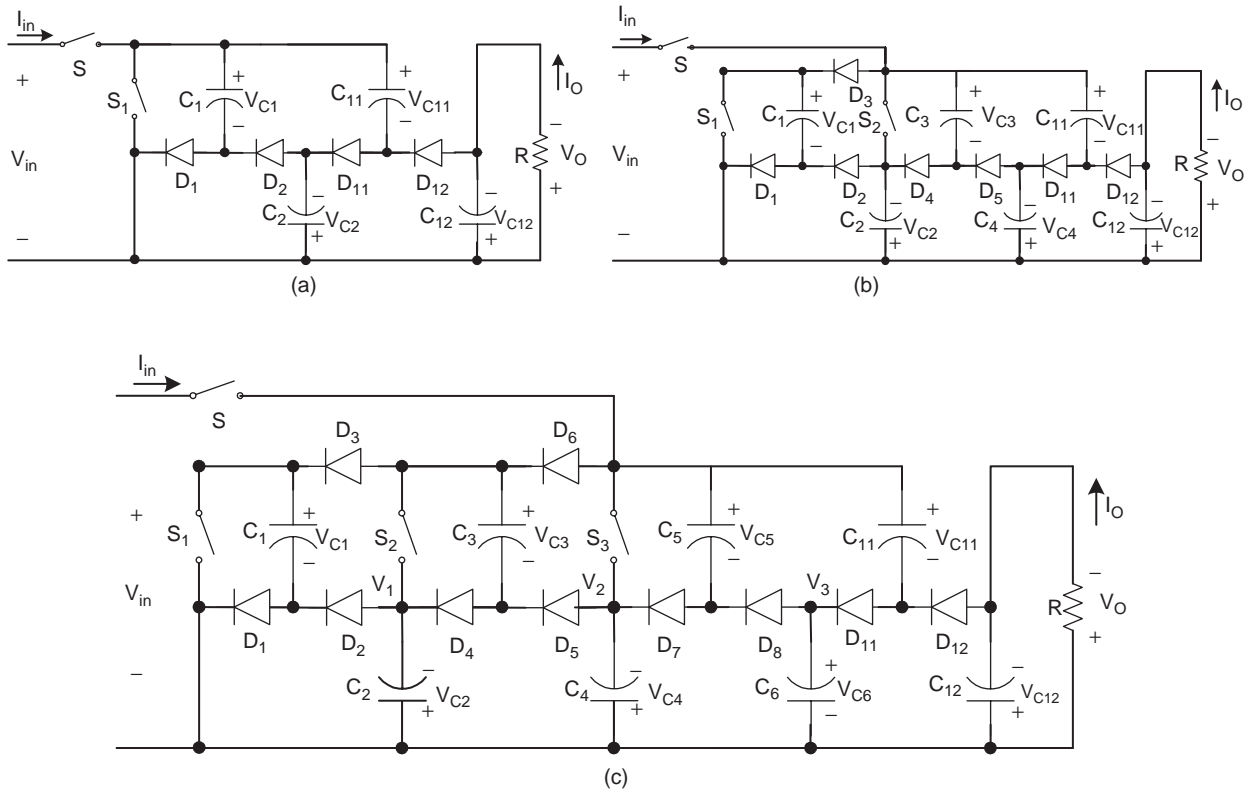 I_in
S
+
S_1
C_1
+
V_C1
−
C_11
+
V_C11
−
I_O
V_in
D_1
D_2
D_11
D_12
R
−
V_O
+
C_2
−
V_C2
+
C_12
−
V_C12
+
−
(a)
I_in
S
+
D_3
S_1
C_1
+
V_C1
−
S_2
C_3
+
V_C3
−
C_11
+
V_C11
−
I_O
V_in
D_1
D_2
D_4
D_5
D_11
D_12
R
−
V_O
+
C_2
−
V_C2
+
C_4
−
V_C4
+
C_12
−
V_C12
+
−
(b)
I_in
S
D_3
D_6
+
S_1
C_1
+
V_C1
−
S_2
C_3
+
V_C3
−
S_3
C_5
+
V_C5
−
C_11
+
V_C11
−
I_O
V_in
V_1
V_2
V_3
D_1
D_2
D_4
D_5
D_7
D_8
D_11
D_12
R
−
V_O
+
−
C_2
−
V_C2
+
C_4
−
V_C4
+
C_6
+
V_C6
−
C_12
−
V_C12
+
(c)